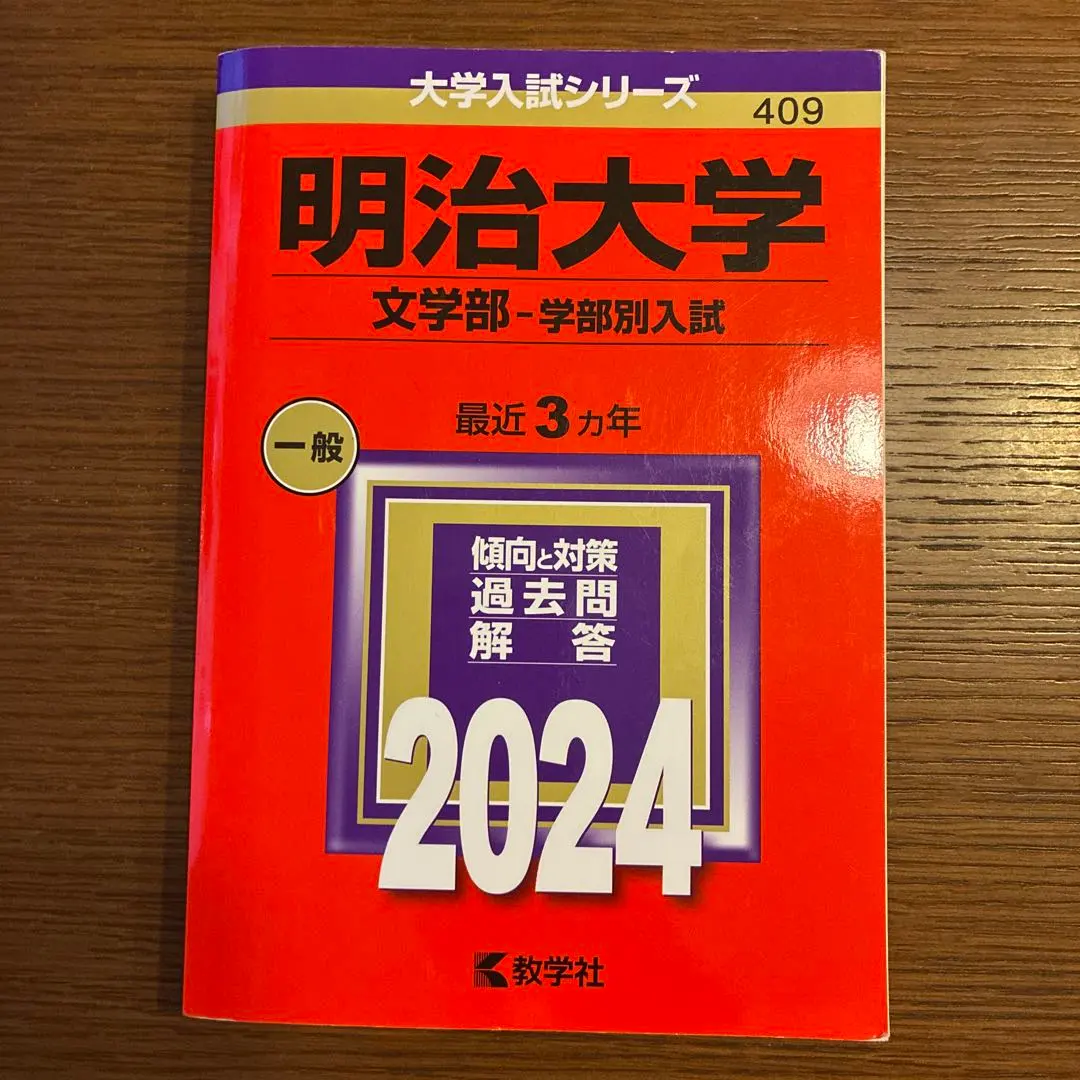 大学入試シリーズ
409
明治大学
文学部-学部別入試
最近3カ年
一般
傾向と対策
過去問
解答
2024
教学社